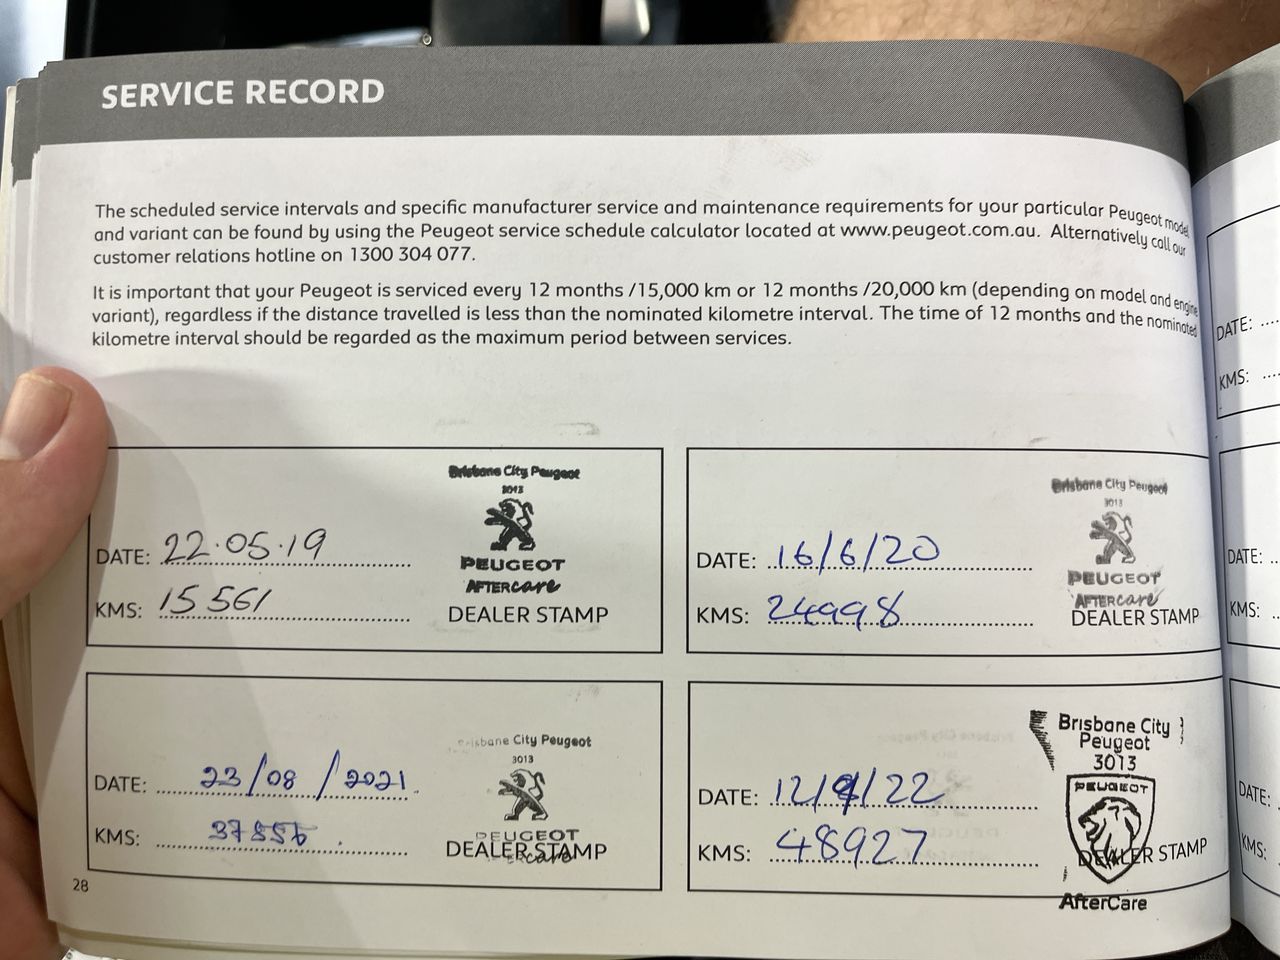 SERVICE RECORD
The scheduled service intervals and specific manufacturer service and maintenance requirements for your particular Peugeot model
and variant can be found by using the Peugeot service schedule calculator located at www.peugeot.com.au. Alternatively call our
customer relations hotline on 1300 304 077.
It is important that your Peugeot is serviced every 12 months /15,000 km or 12 months /20,000 km (depending on model and engine
variant), regardless if the distance travelled is less than the nominated kilometre interval. The time of 12 months and the nominated
kilometre interval should be regarded as the maximum period between services.
Brisbane City Peugeot
3013
PEUGEOT
AFTERcare
DATE: 22.05.19
KMS: 15561
DEALER STAMP
Brisbane City Peugeot
3013
PEUGEOT
AFTERcare
DATE: 16/6/20
KMS: 24998
DEALER STAMP
Brisbane City Peugeot
3013
PEUGEOT
care
DATE: 23/08/2021
KMS:
DEALER STAMP
Brisbane City
Peugeot
3013
PEUGEOT
DATE: 12/9/22
KMS: 48927
DEALER STAMP
AfterCare
28
DATE:
KMS:
DATE:
KMS:
DATE:
KMS: